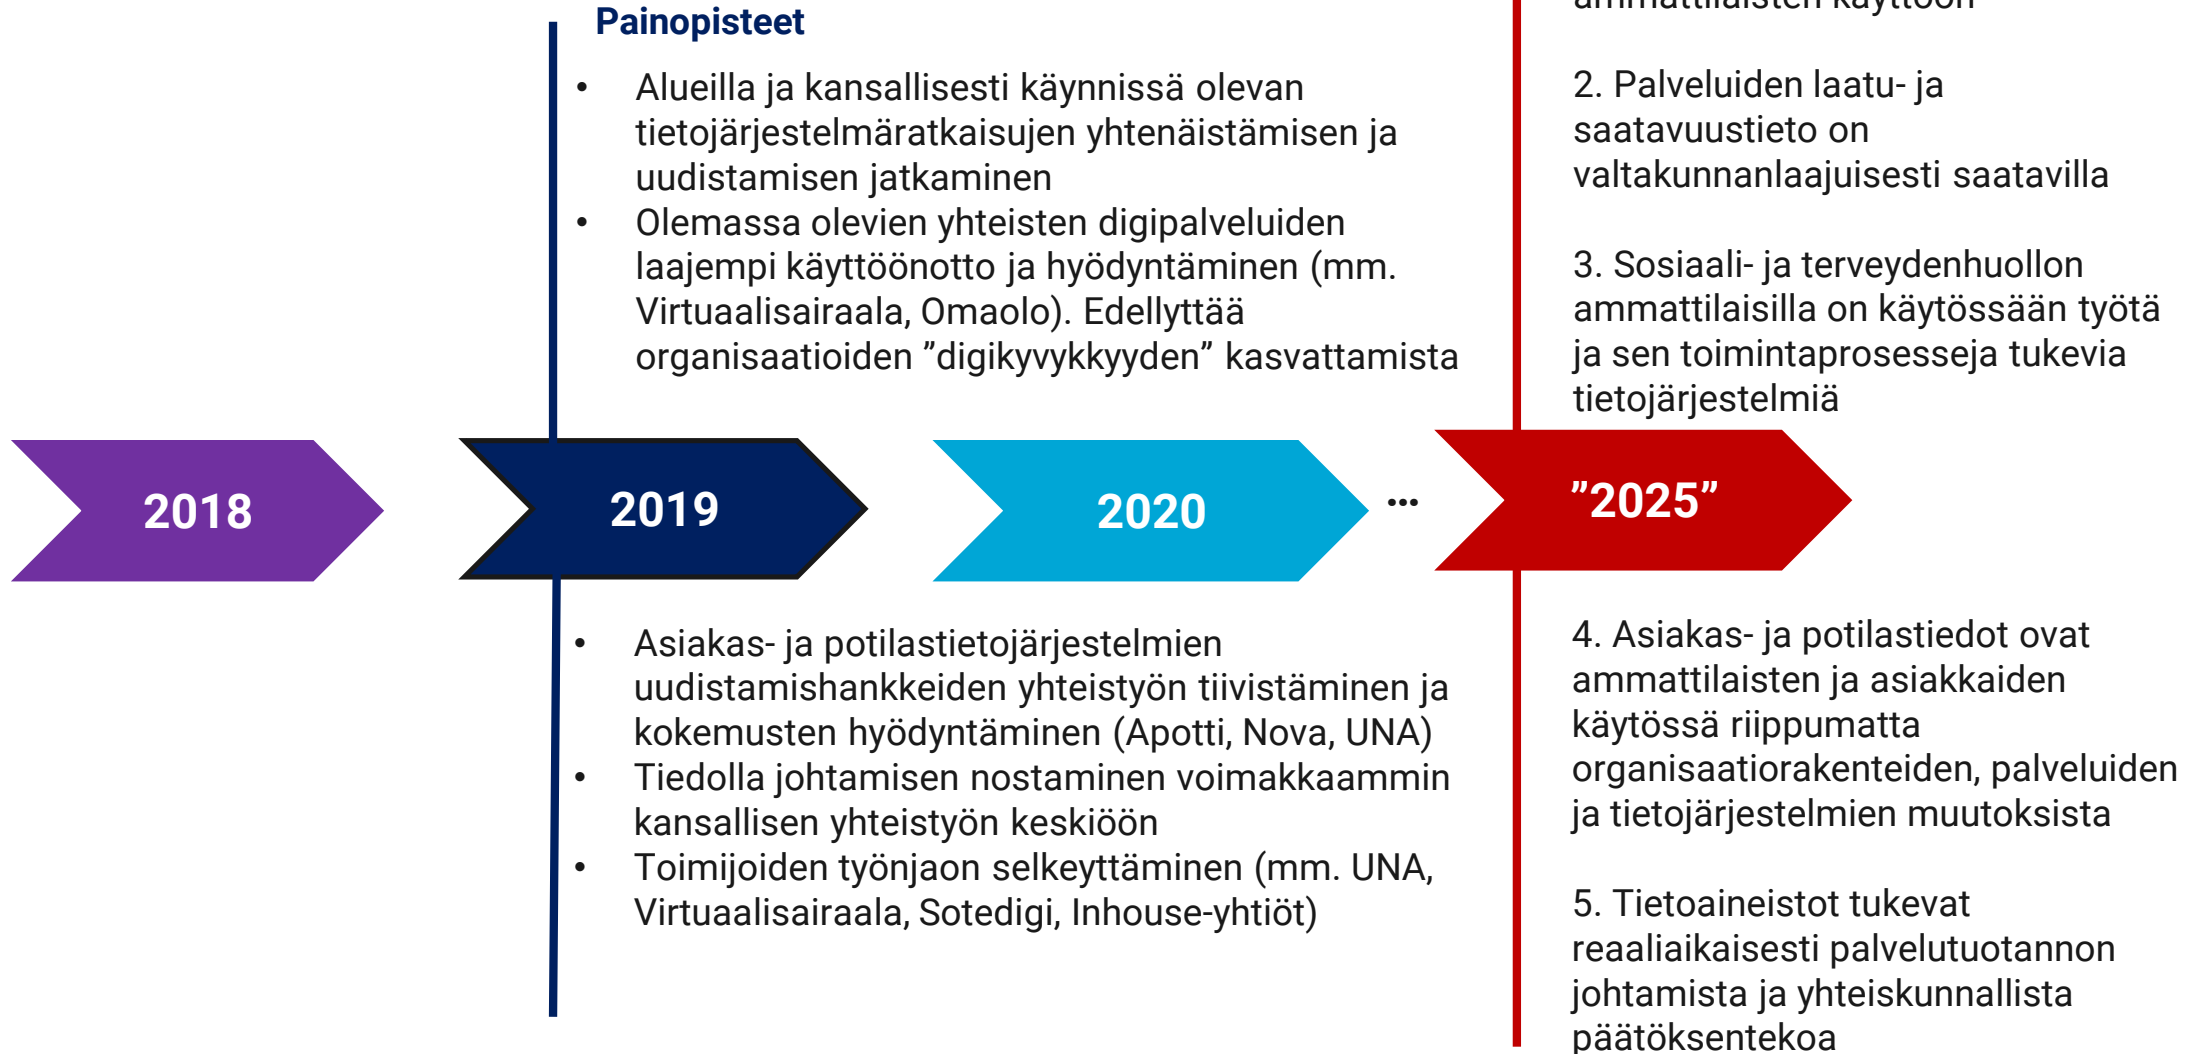 Painopisteet
• Alueilla ja kansallisesti käynnissä olevan
tietojärjestelmäratkaisujen yhtenäistämisen ja
uudistamisen jatkaminen
• Olemassa olevien yhteisten digipalveluiden
laajempi käyttöönotto ja hyödyntäminen (mm.
Virtuaalisairaala, Omaolo). Edellyttää
organisaatioiden ”digikyvykkyyden” kasvattamista
ammattilaisten käyttöön
2. Palveluiden laatu- ja
saatavuustieto on
valtakunnanlaajuisesti saatavilla
3. Sosiaali- ja terveydenhuollon
ammattilaisilla on käytössään työtä
ja sen toimintaprosesseja tukevia
tietojärjestelmiä
2018
2019
2020
...
”2025”
• Asiakas- ja potilastietojärjestelmien
uudistamishankkeiden yhteistyön tiivistäminen ja
kokemusten hyödyntäminen (Apotti, Nova, UNA)
• Tiedolla johtamisen nostaminen voimakkaammin
kansallisen yhteistyön keskiöön
• Toimijoiden työnjaon selkeyttäminen (mm. UNA,
Virtuaalisairaala, Sotedigi, Inhouse-yhtiöt)
4. Asiakas- ja potilastiedot ovat
ammattilaisten ja asiakkaiden
käytössä riippumatta
organisaatiorakenteiden, palveluiden
ja tietojärjestelmien muutoksista
5. Tietoaineistot tukevat
reaaliaikaisesti palvelutuotannon
johtamista ja yhteiskunnallista
päätöksentekoa